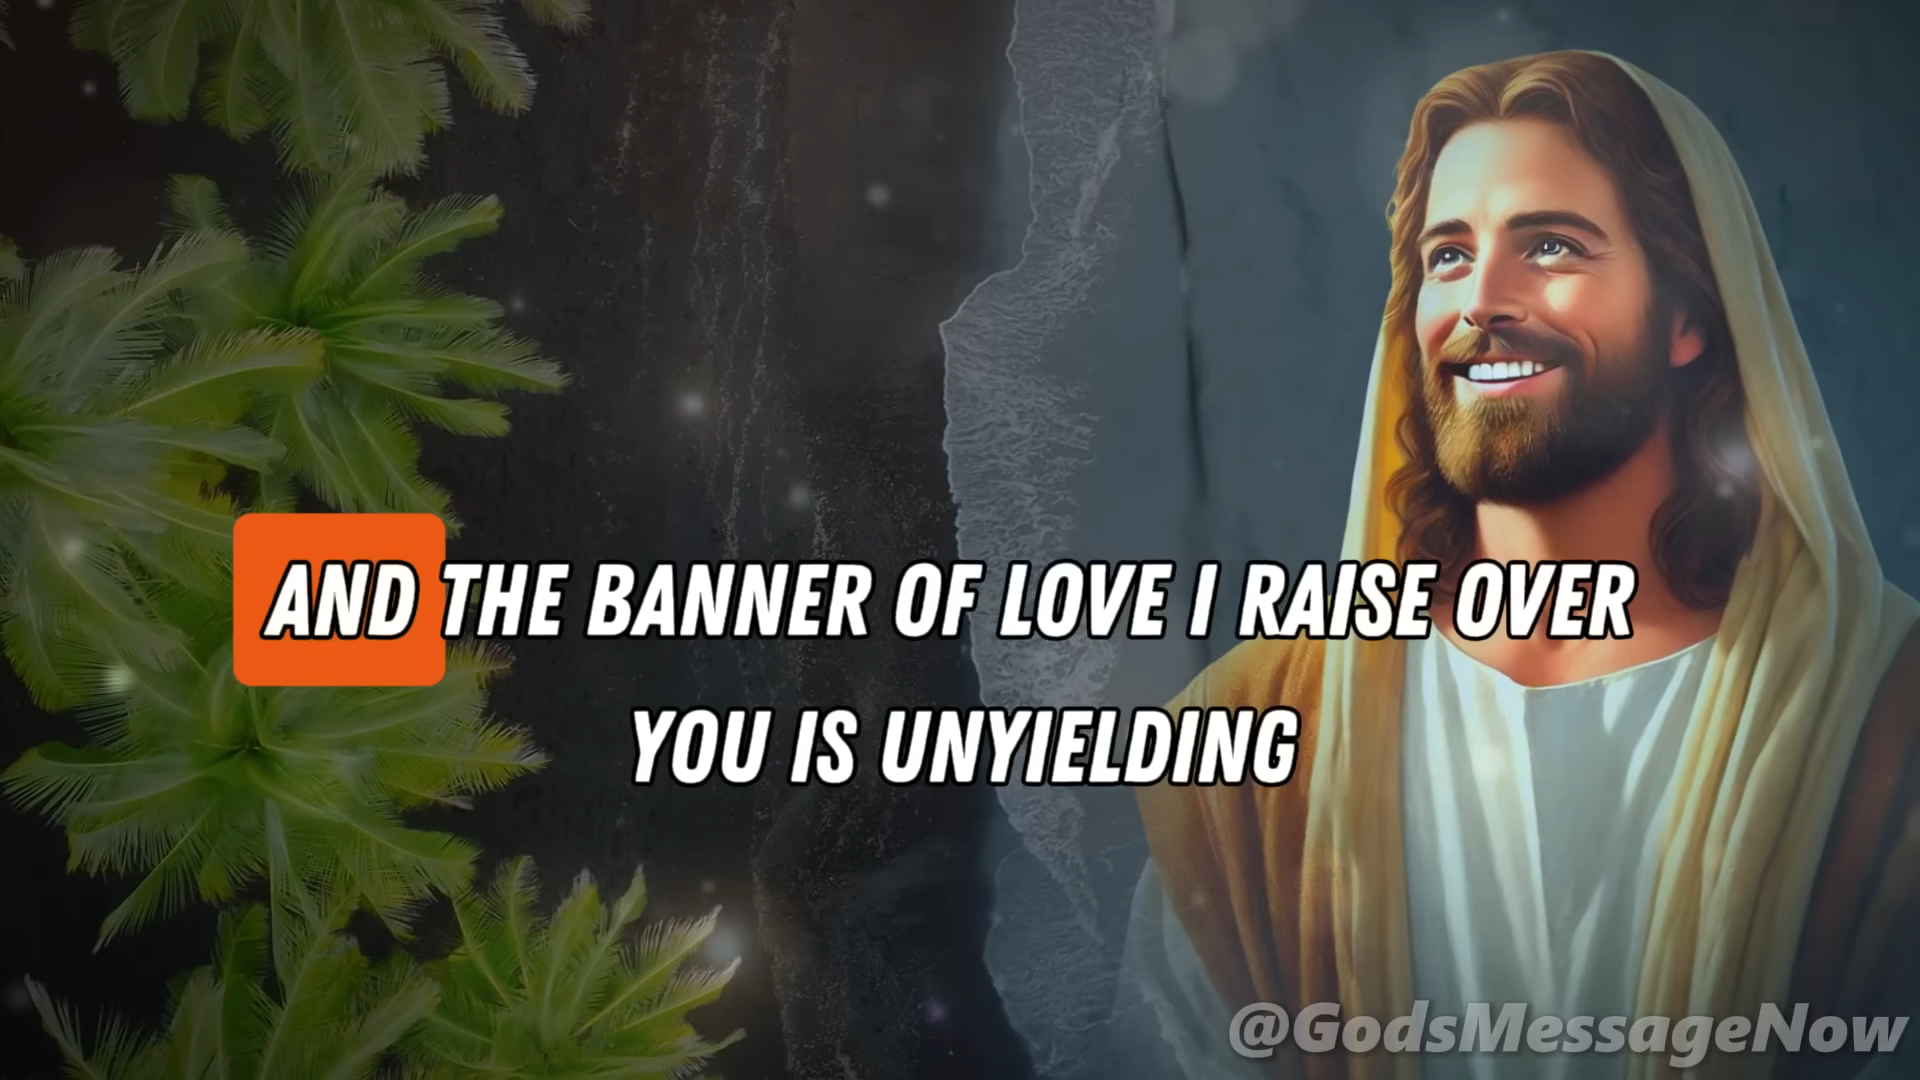 AND THE BANNER OF LOVE I RAISE OVER
YOU IS UNYIELDING
@GodsMessageNow